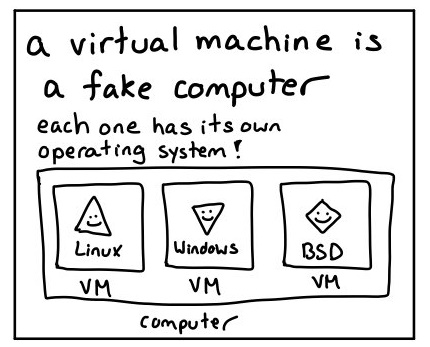 a virtual machine is
a fake computer
each one has its own
operating system!
Linux
Windows
BSD
VM
VM
VM
computer